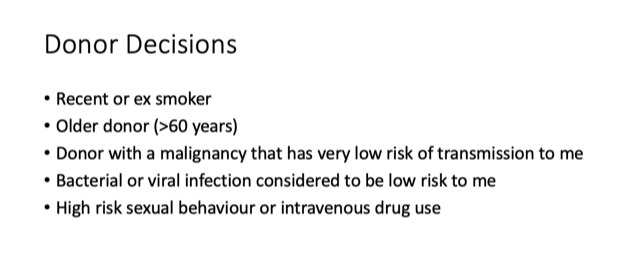 Donor Decisions
• Recent or ex smoker
• Older donor (>60 years)
• Donor with a malignancy that has very low risk of transmission to me
• Bacterial or viral infection considered to be low risk to me
• High risk sexual behaviour or intravenous drug use